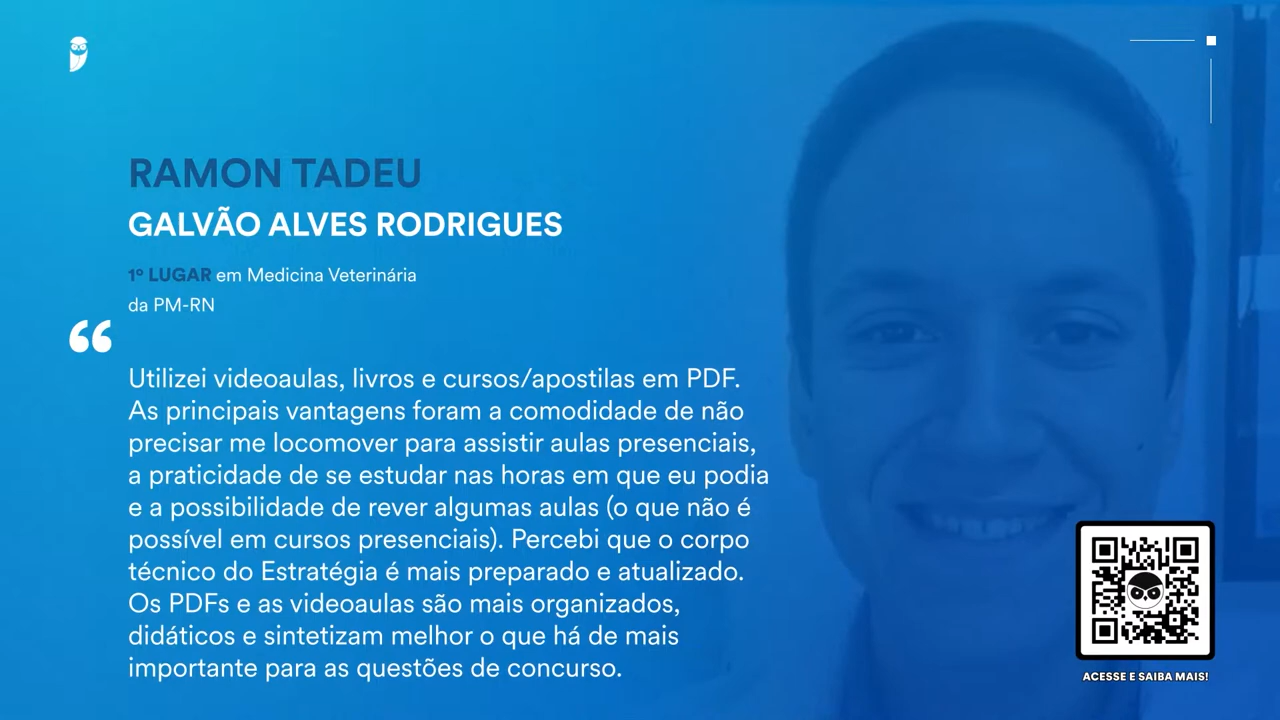 RAMON TADEU
GALVÃO ALVES RODRIGUES
1º LUGAR em Medicina Veterinária
da PM-RN
“
Utilizei videoaulas, livros e cursos/apostilas em PDF.
As principais vantagens foram a comodidade de não
precisar me locomover para assistir aulas presenciais,
a praticidade de se estudar nas horas em que eu podia
e a possibilidade de rever algumas aulas (o que não é
possível em cursos presenciais). Percebi que o corpo
técnico do Estratégia é mais preparado e atualizado.
Os PDFs e as videoaulas são mais organizados,
didáticos e sintetizam melhor o que há de mais
importante para as questões de concurso.
ACESSE E SAIBA MAIS!